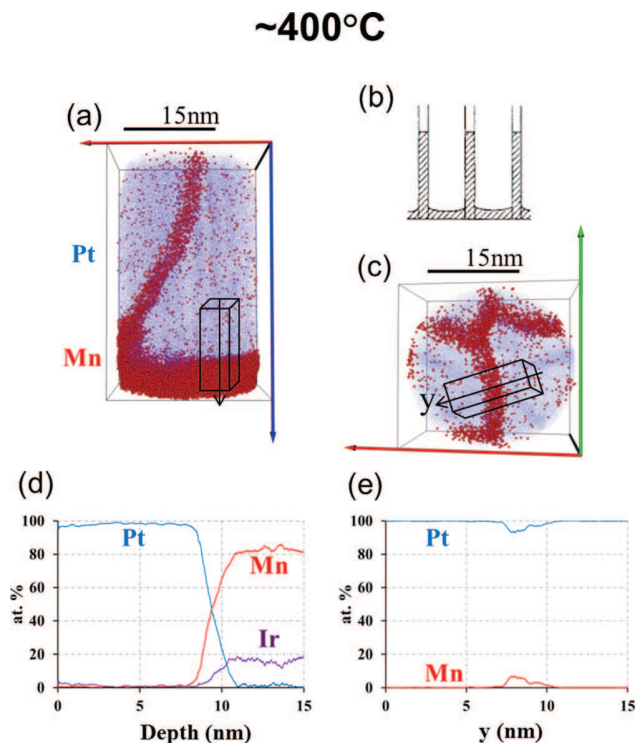 ~400°C
(a)
15nm
(b)
Pt
Mn
(c)
15nm
y
(d)
(e)
100
80
60
40
20
0
at. %
Pt
Mn
Ir
0
5
10
15
Depth (nm)
100
80
60
40
20
0
at. %
Pt
Mn
0
5
10
15
y (nm)